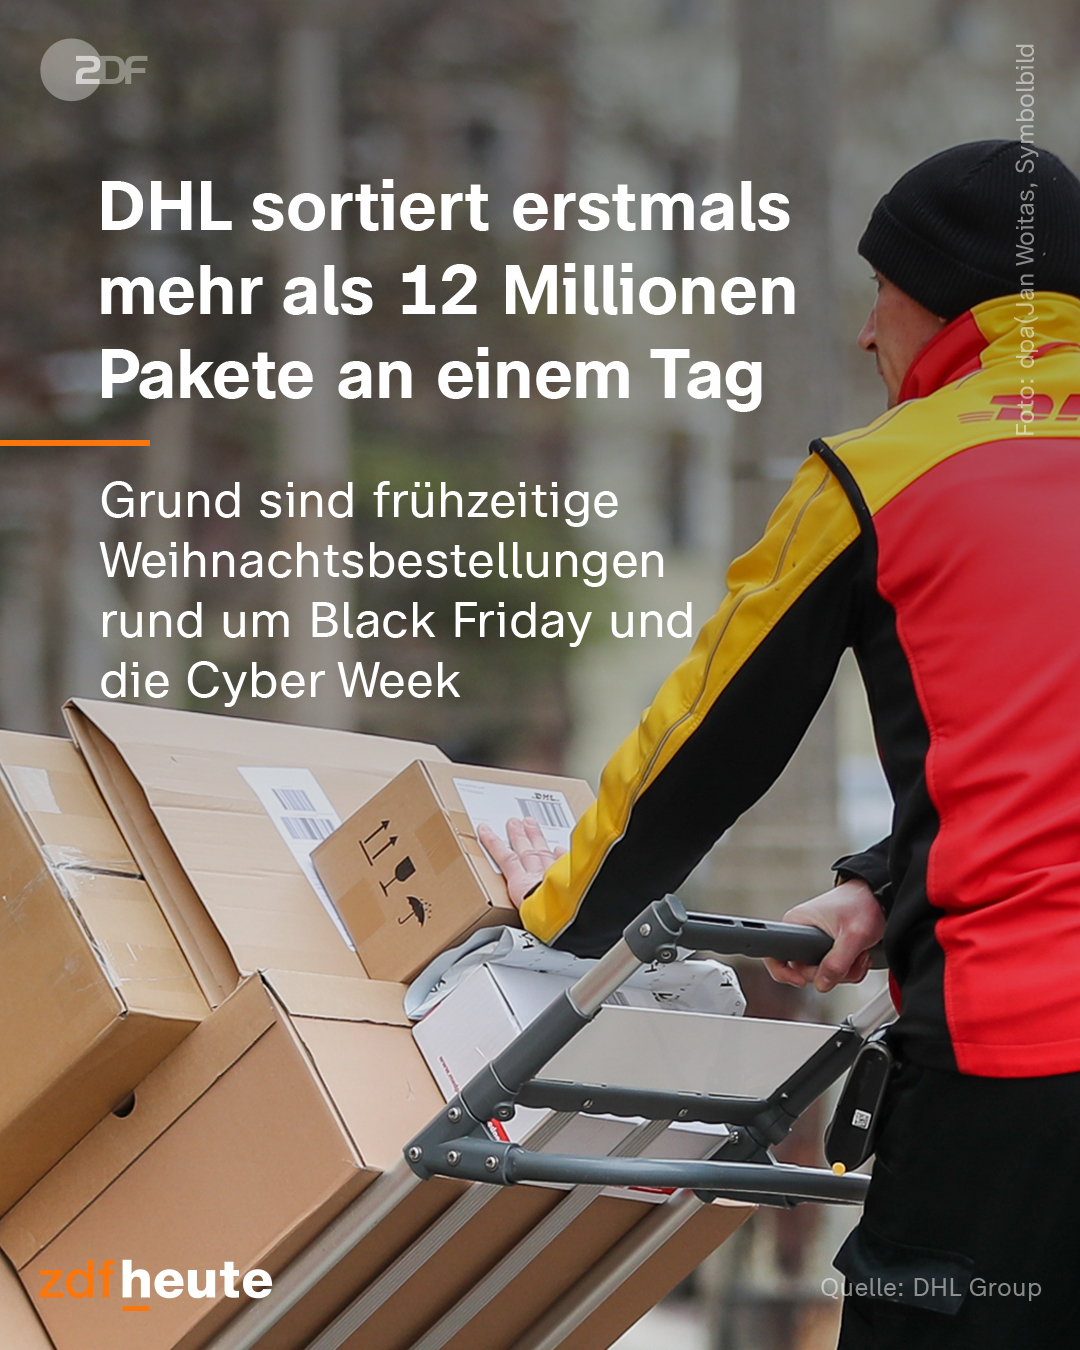 ZDF
Foto: dpa(Jan Woitas, Symbolbild
DHL sortiert erstmals
mehr als 12 Millionen
Pakete an einem Tag
Grund sind frühzeitige
Weihnachtsbestellungen
rund um Black Friday und
die Cyber Week
DHL
zdfheute
Quelle: DHL Group